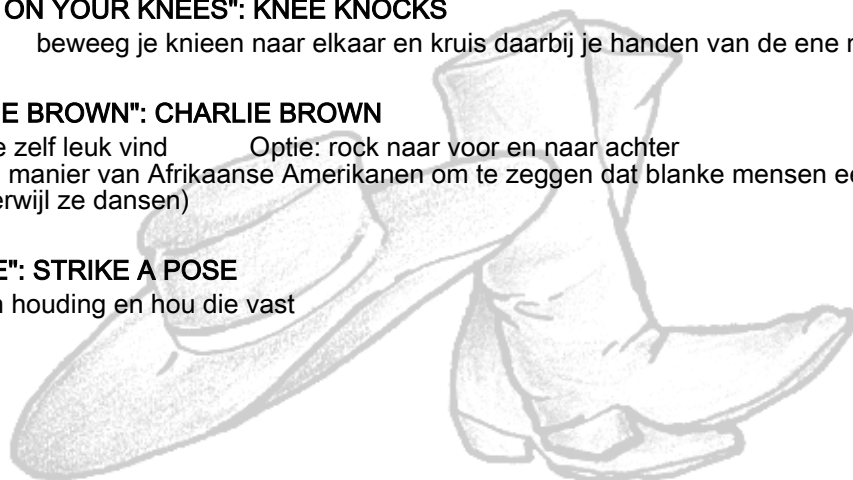 ON YOUR KNEES": KNEE KNOCKS
beweeg je knieen naar elkaar en kruis daarbij je handen van de ene
E BROWN": CHARLIE BROWN
e zelf leuk vind Optie: rock naar voor en naar achter
manier van Afrikaanse Amerikanen om te zeggen dat blanke mensen
erwijl ze dansen)
E": STRIKE A POSE
houding en hou die vast